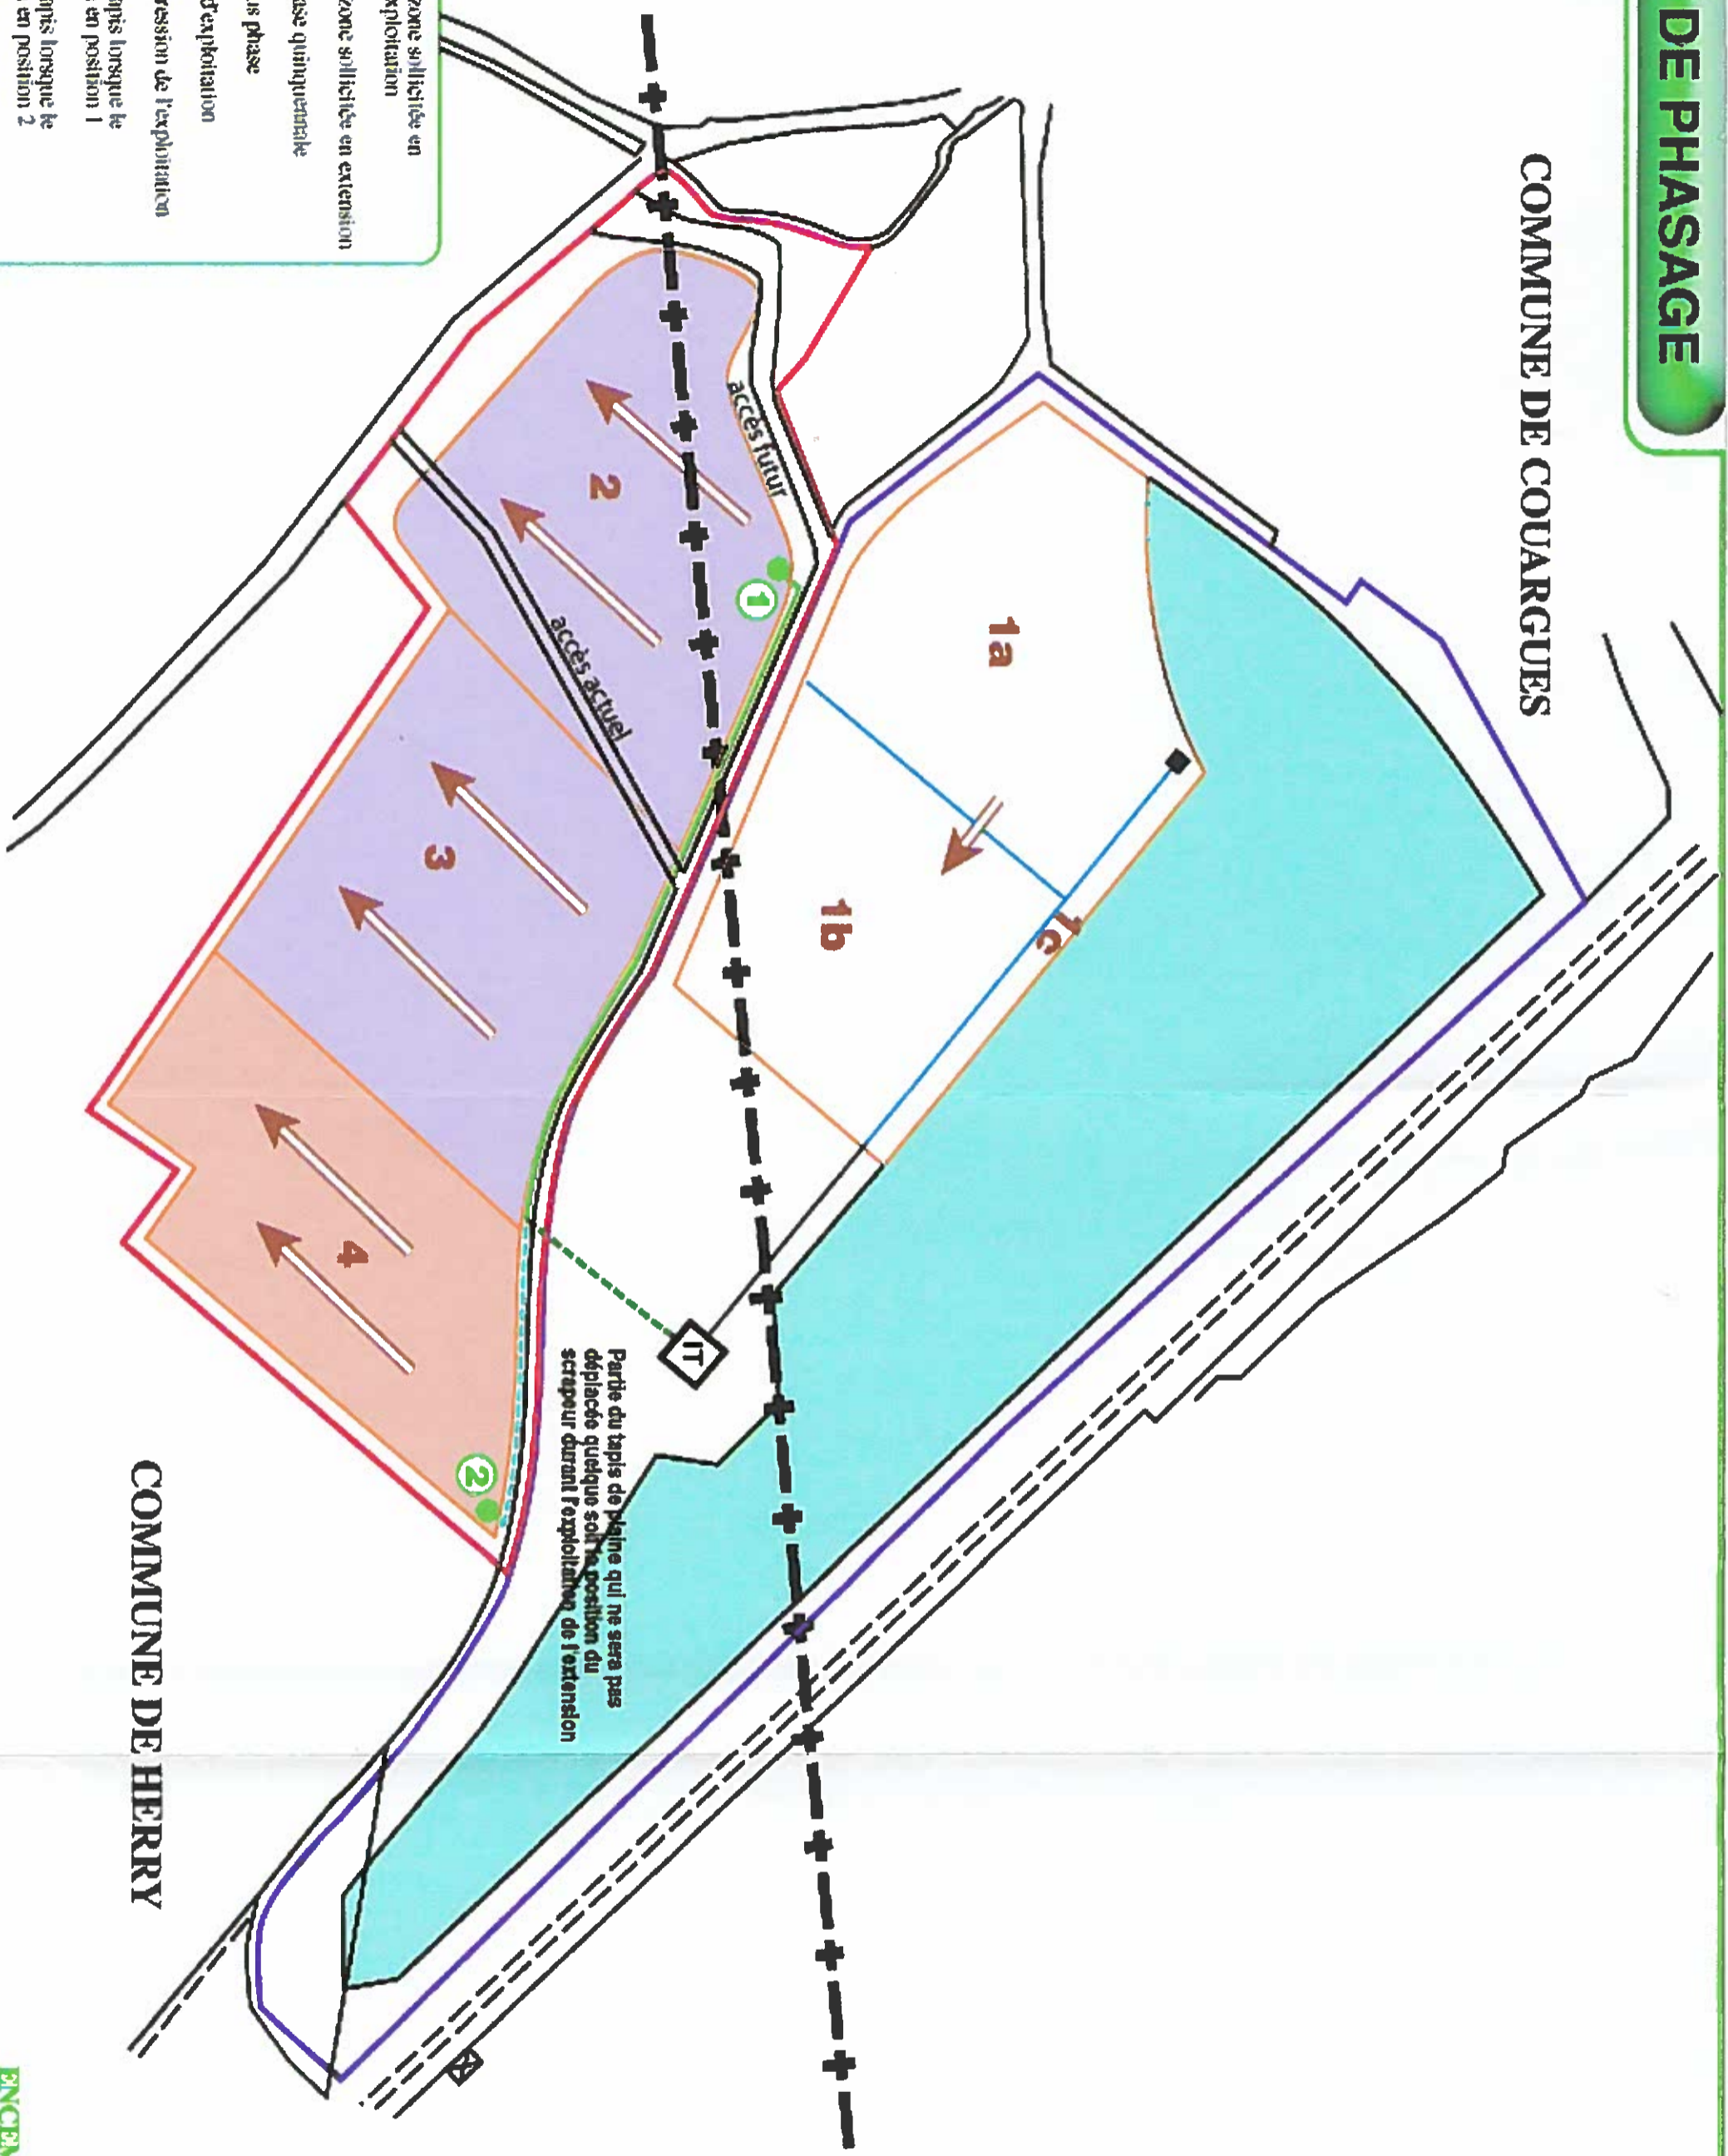 DE PHASAGE
COMMUNE DE COUARGUES
1a
1c
1b
accès futur
1
2
accès actuel
3
4
2
IT
Partie du tapis de plaine qui ne sera pas
déplacée quelque soit la position du
scrapeur durant l'exploitation de l'extension
COMMUNE DE HERRY
zone sollicitée en
xploitation
zone sollicitée en extension
ase quinquennale
us phase
d'exploitation
ression de l'exploitation
apis lorsque le
en position 1
apis lorsque le
en position 2
ENCEM